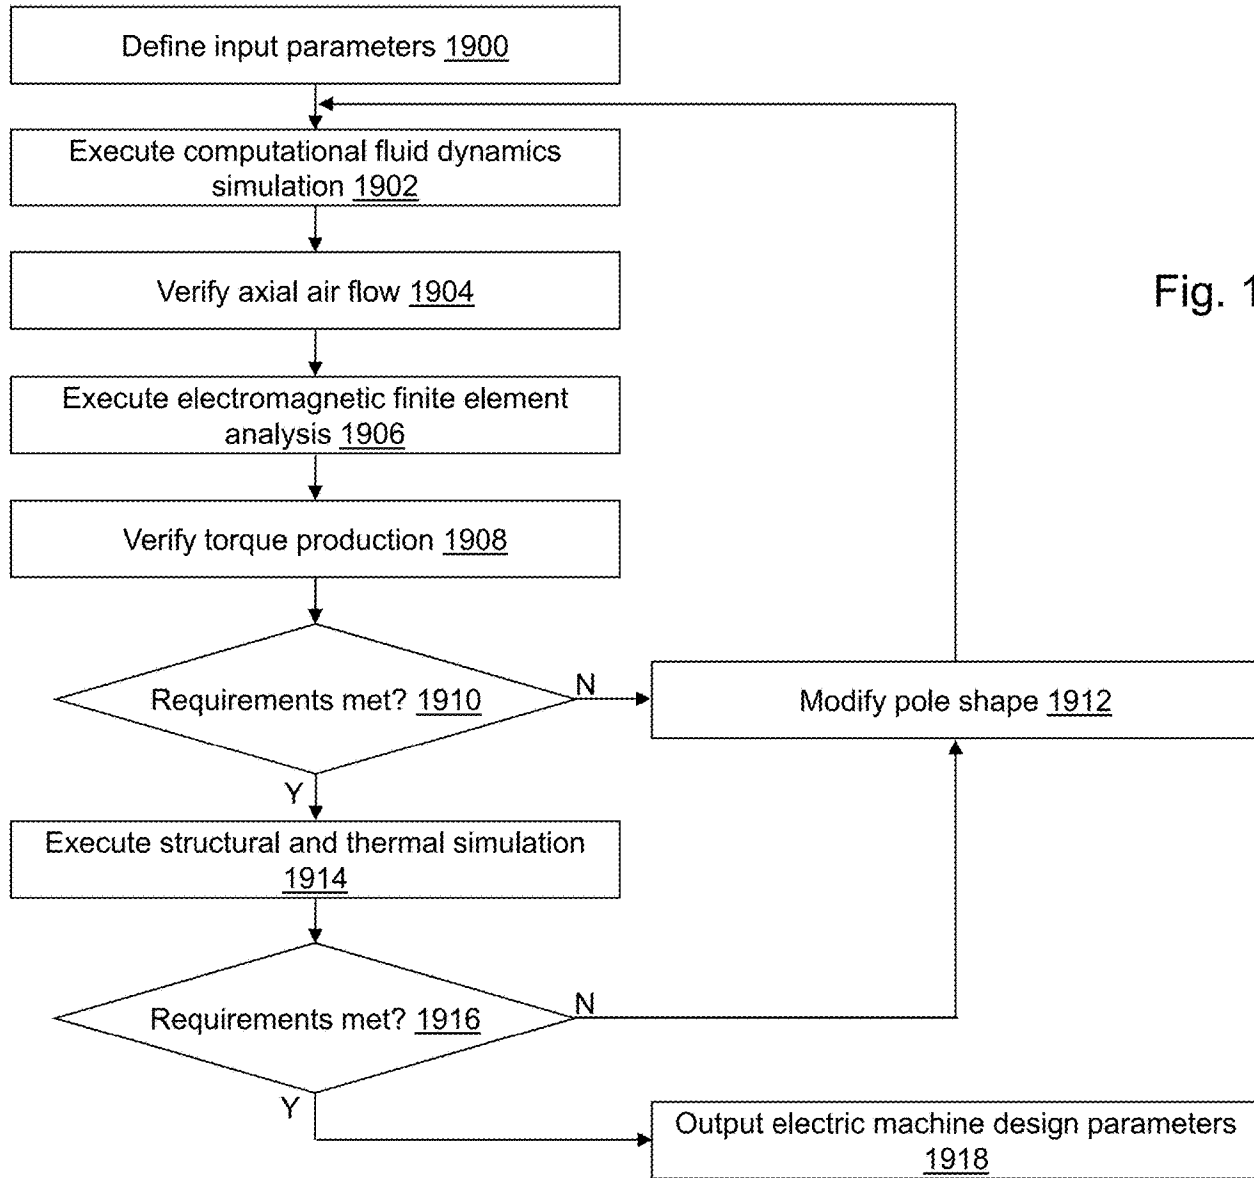 Define input parameters 1900
Execute computational fluid dynamics
simulation 1902
Verify axial air flow 1904
Fig. 1
Execute electromagnetic finite element
analysis 1906
Verify torque production 1908
Requirements met? 1910
N
Modify pole shape 1912
Y
Execute structural and thermal simulation
1914
Requirements met? 1916
N
Y
Output electric machine design parameters
1918